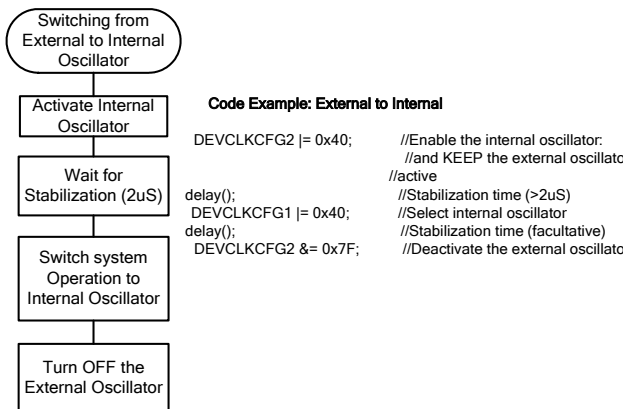 Switching from
External to Internal
Oscillator
Activate Internal
Oscillator
Wait for
Stabilization (2uS)
Switch system
Operation to
Internal Oscillator
Turn OFF the
External Oscillator
Code Example: External to Internal
DEVCLKCFG2 |= 0x40; //Enable the internal oscillator:
//and KEEP the external oscillato
//active
delay(); //Stabilization time (>2uS)
DEVCLKCFG1 |= 0x40; //Select internal oscillator
delay(); //Stabilization time (facultative)
DEVCLKCFG2 &= 0x7F; //Deactivate the external oscillato